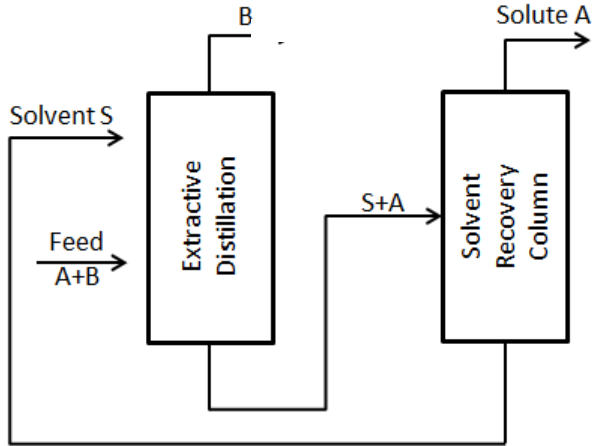 B
Solute A
Solvent S
Extractive
Distillation
S+A
Solvent
Recovery
Column
Feed
A+B